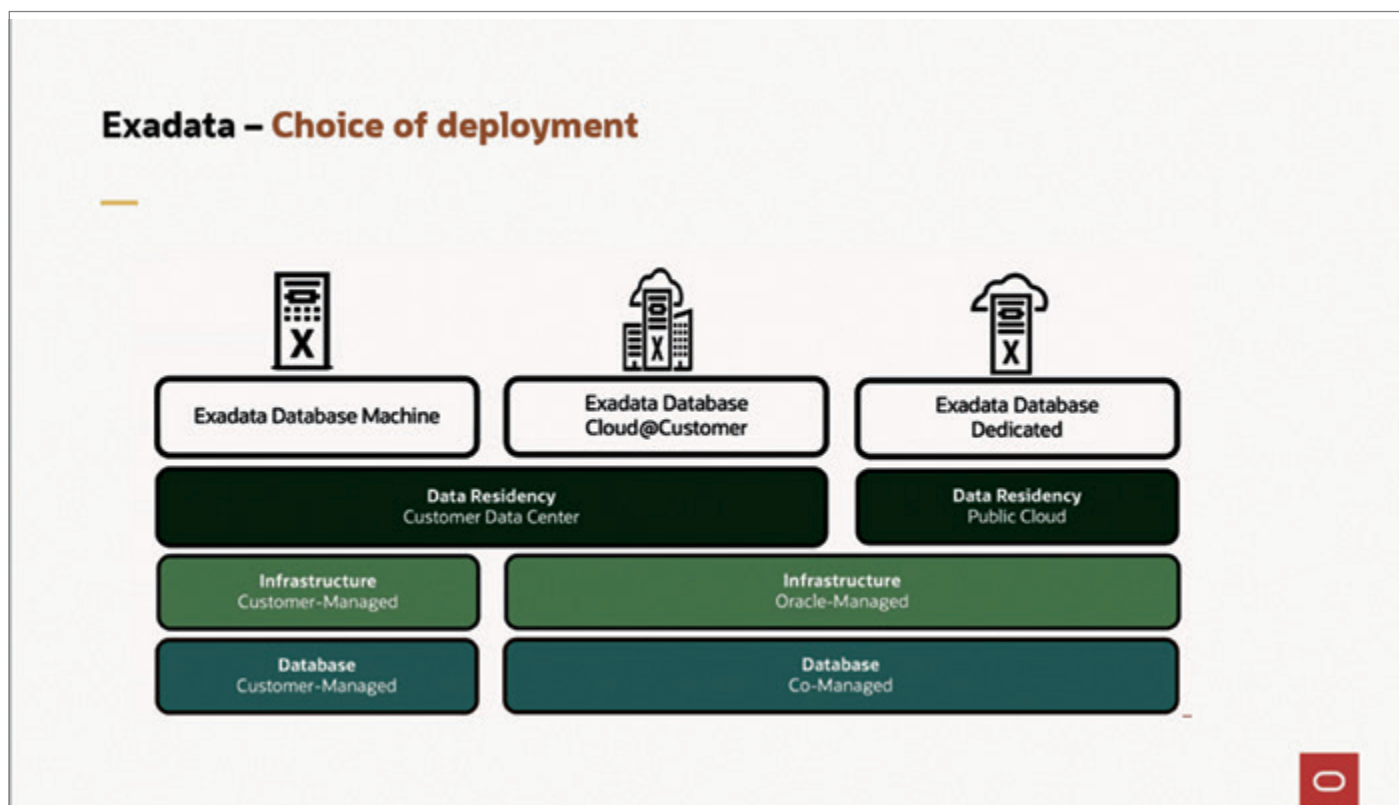 Exadata – Choice of deployment
X
X
X
Exadata Database Machine
Exadata Database
Cloud@Customer
Exadata Database
Dedicated
Data Residency
Customer Data Center
Data Residency
Public Cloud
Infrastructure
Customer-Managed
Infrastructure
Oracle-Managed
Database
Customer-Managed
Database
Co-Managed